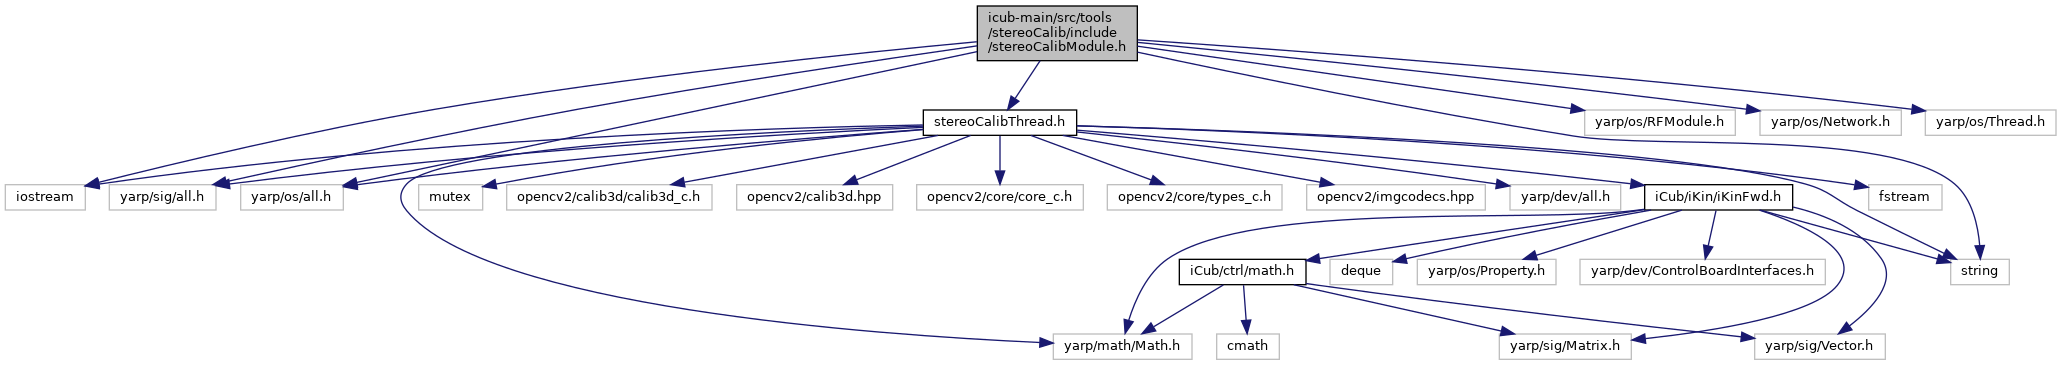 icub-main/src/tools
/stereoCalib/include
/stereoCalibModule.h
stereoCalibThread.h
yarp/os/RFModule.h
yarp/os/Network.h
yarp/os/Thread.h
iostream
yarp/sig/all.h
yarp/os/all.h
mutex
opencv2/calib3d/calib3d_c.h
opencv2/calib3d.hpp
opencv2/core/core_c.h
opencv2/core/types_c.h
opencv2/imgcodecs.hpp
yarp/dev/all.h
iCub/iKin/iKinFwd.h
fstream
iCub/ctrl/math.h
deque
yarp/os/Property.h
yarp/dev/ControlBoardInterfaces.h
string
yarp/math/Math.h
cmath
yarp/sig/Matrix.h
yarp/sig/Vector.h